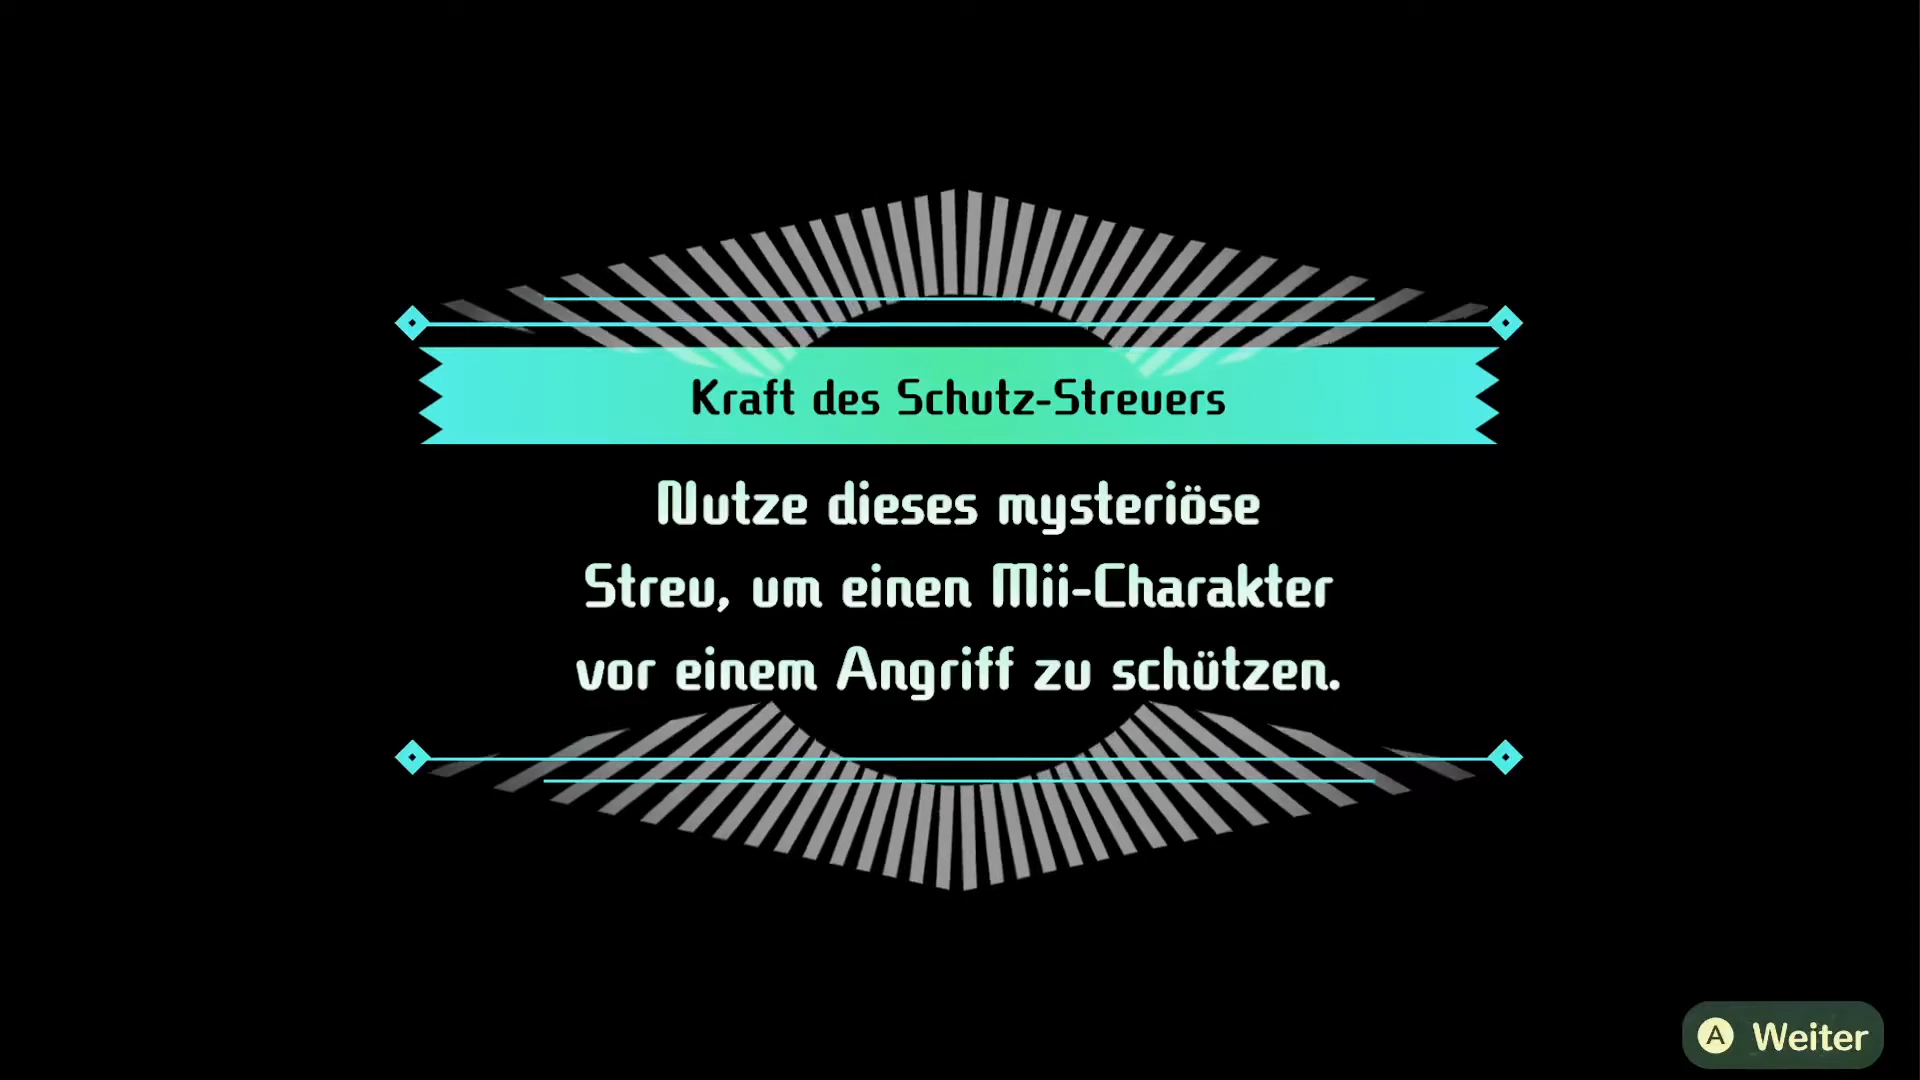 Kraft des Schutz-Streuers
Nutze dieses mysteriöse
Streu, um einen Mii-Charakter
vor einem Angriff zu schützen.
A Weiter